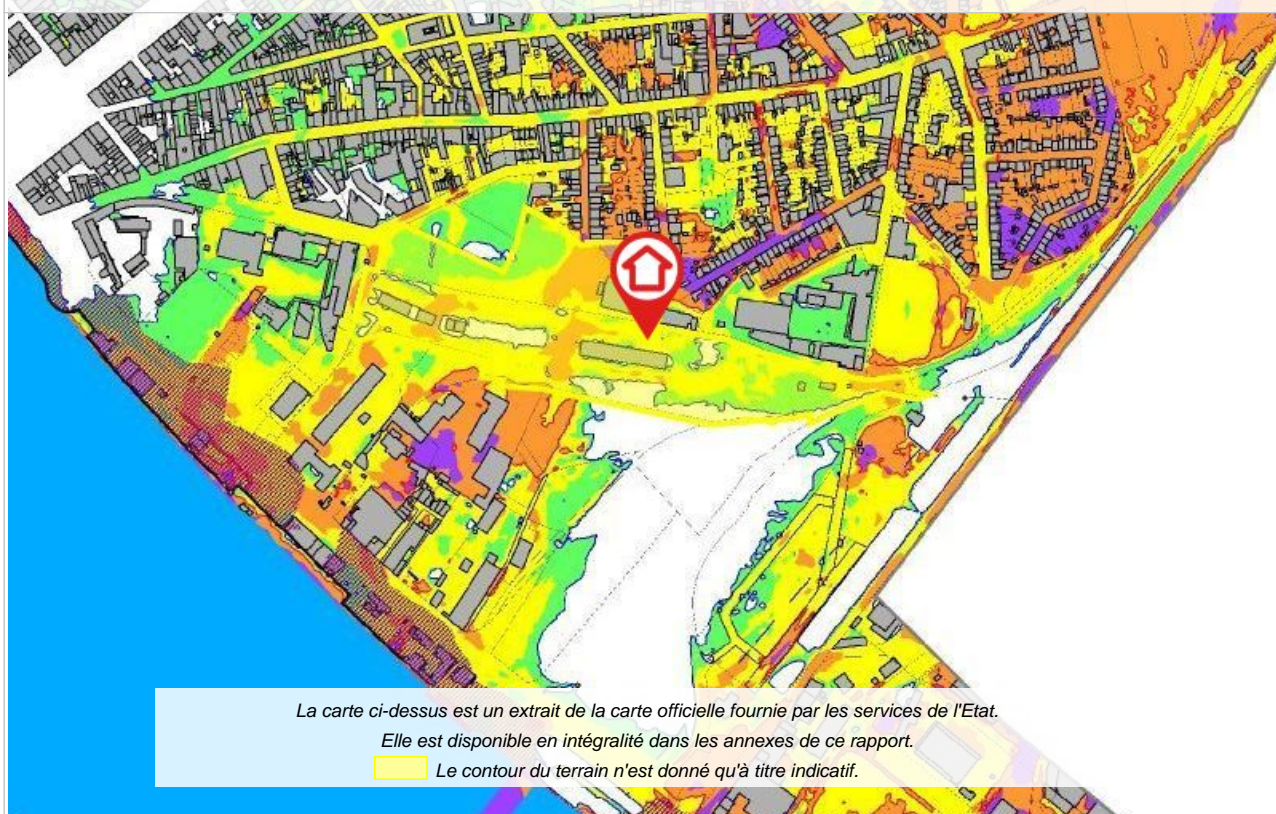 La carte ci-dessus est un extrait de la carte officielle fournie par les services de l'Etat.
Elle est disponible en intégralité dans les annexes de ce rapport.
Le contour du terrain n'est donné qu'à titre indicatif.